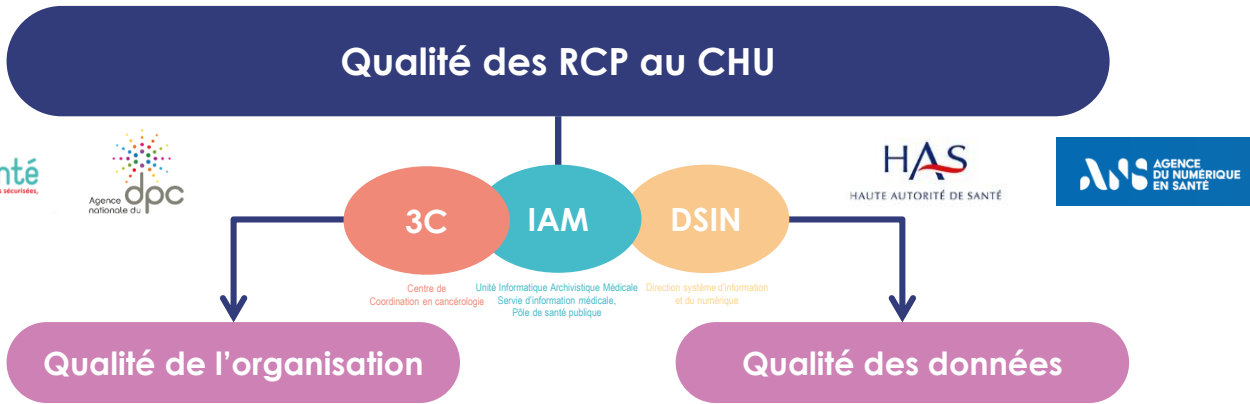 Qualité des RCP au CHU
nté
s sécurisées,
Agence
nationale du
dpc
HAS
HAUTE AUTORITÉ DE SANTÉ
ANS
AGENCE
DU NUMÉRIQUE
EN SANTÉ
3C
IAM
DSIN
Centre de
Coordination en cancérologie
Unité Informatique Archivistique Médicale
Servie d'information médicale,
Pôle de santé publique
Direction système d'information
et du numérique
Qualité de l'organisation
Qualité des données